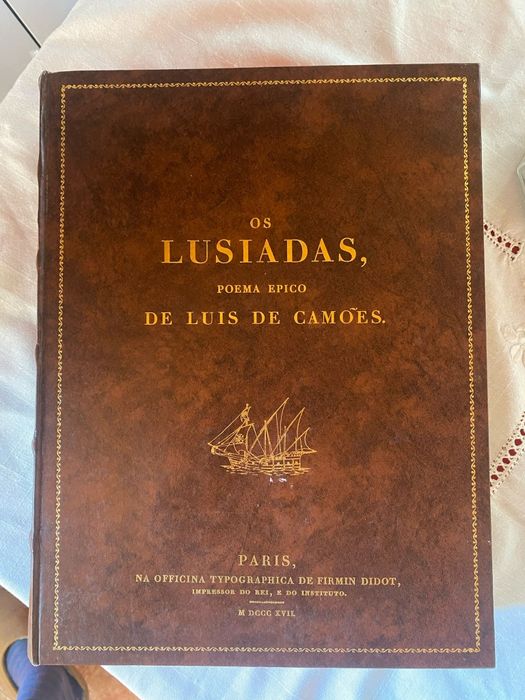 OS
LUSIADAS,
POEMA EPICO
DE LUIS DE CAMÕES.
PARIS,
NA OFFICINA TYPOGRAPHICA DE FIRMIN DIDOT,
IMPRESSOR DO REI, E DO INSTITUTO.
M DCCC XVII.